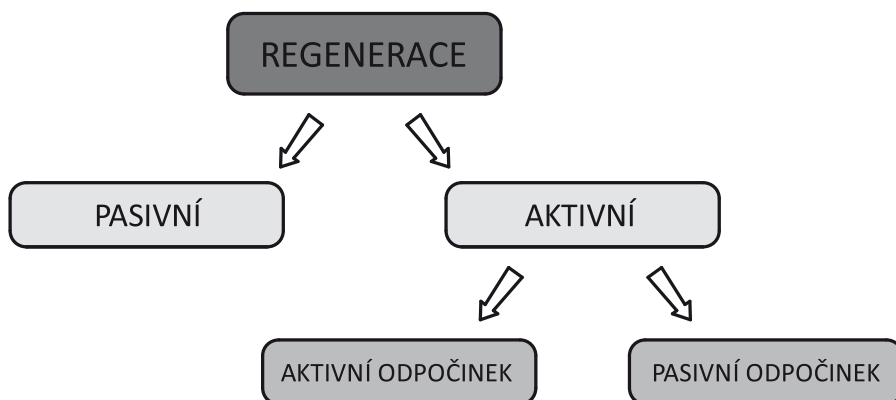 REGENERACE
PASIVNÍ
AKTIVNÍ
AKTIVNÍ ODPOČINEK
PASIVNÍ ODPOČINEK